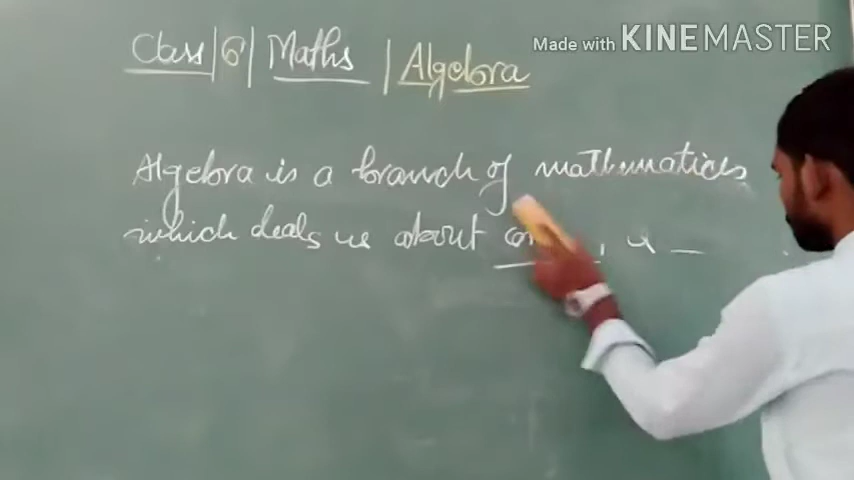 Class | 6 | Maths | Algebra
Made with KINEMASTER
Algebra is a branch of mathematics
which deals us about